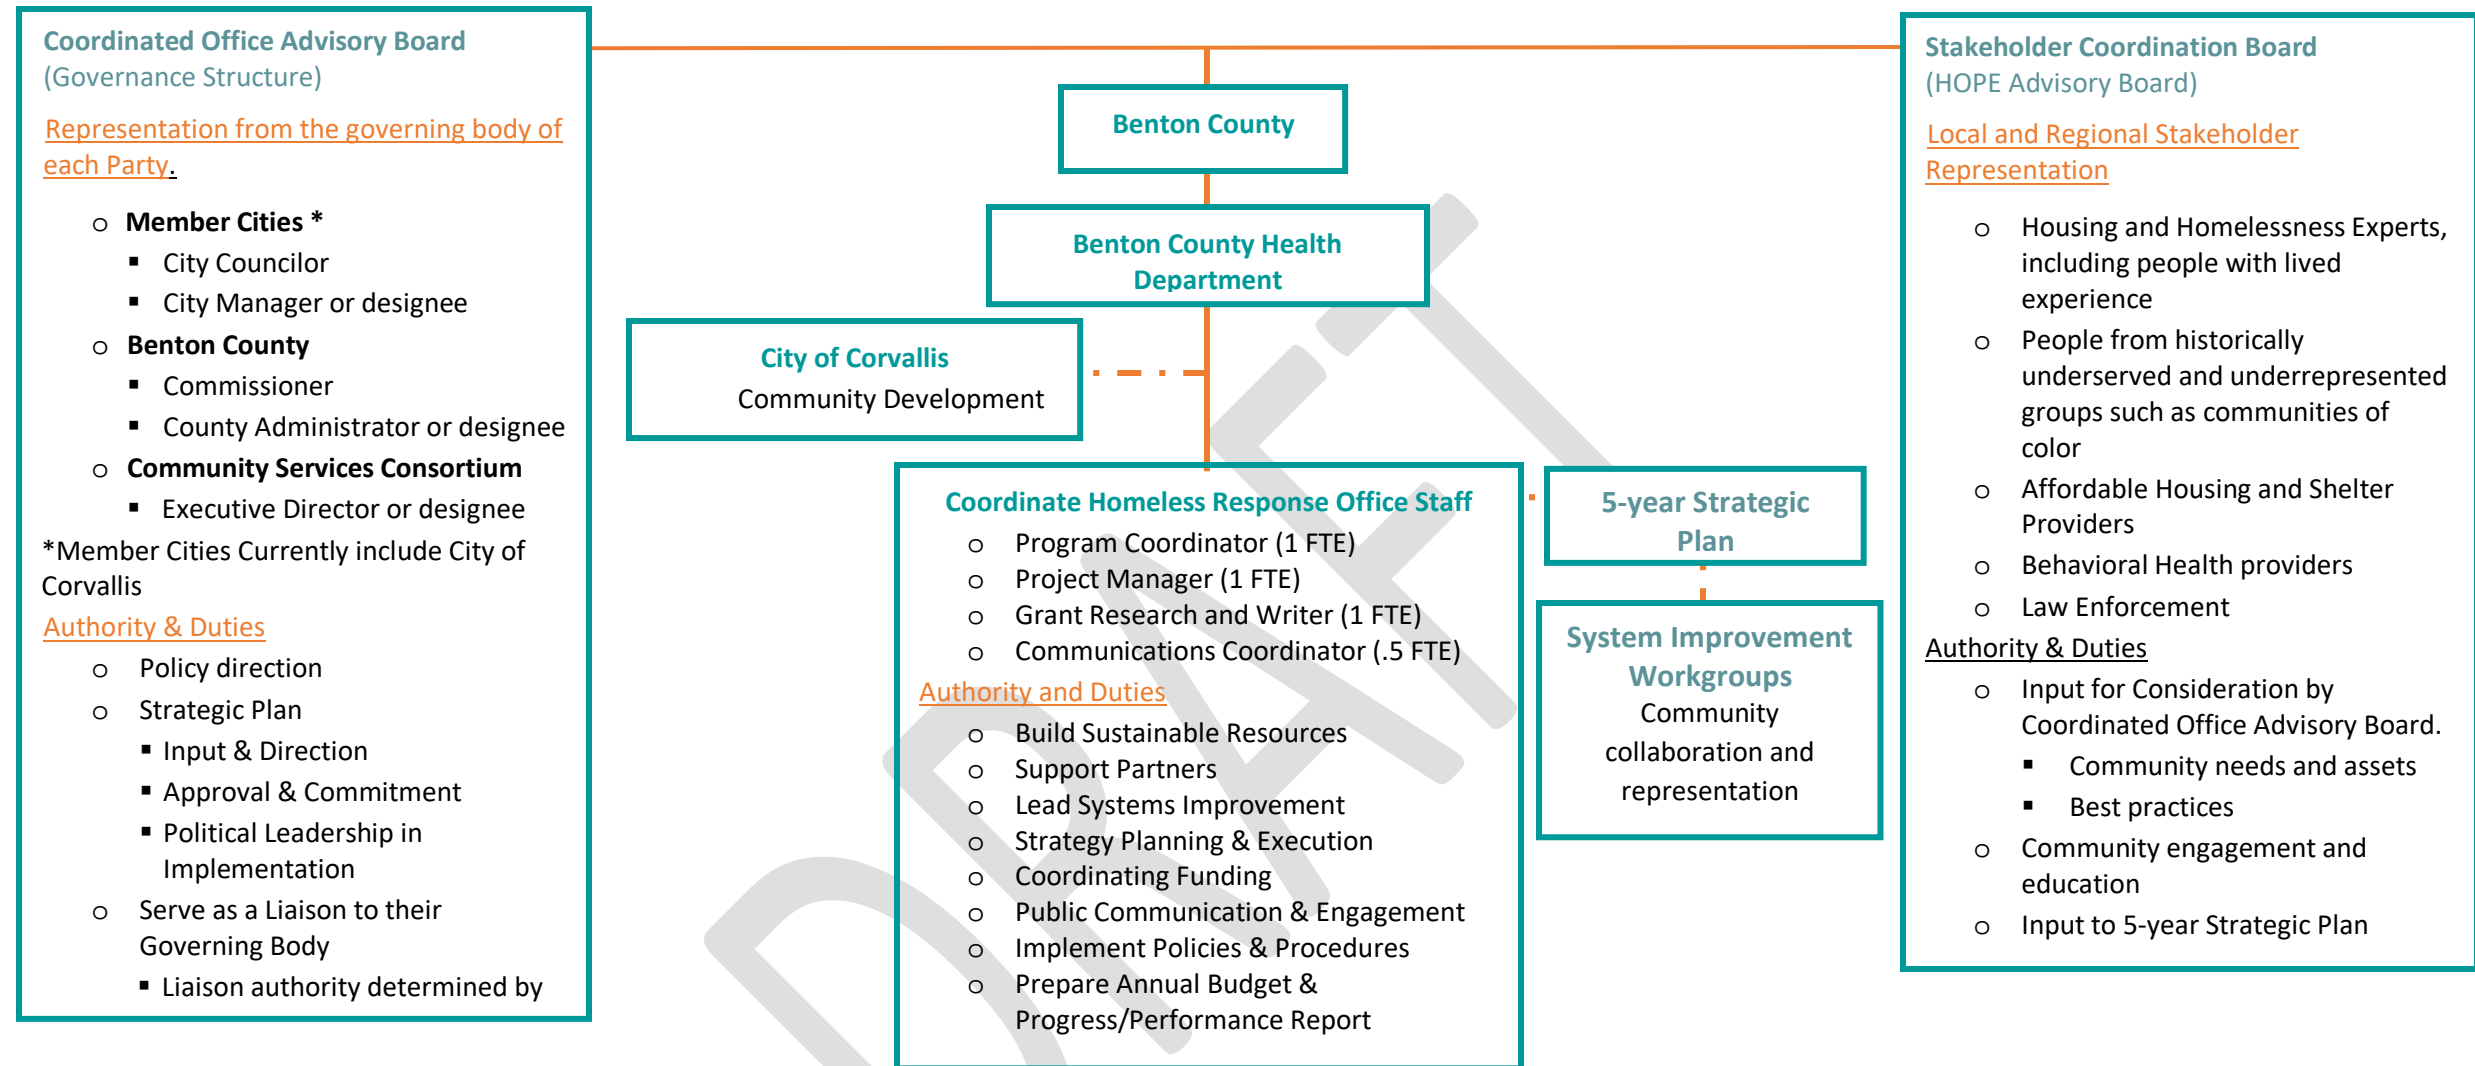 Coordinated Office Advisory Board
(Governance Structure)
Representation from the governing body of
each Party.
o Member Cities *
▪ City Councilor
▪ City Manager or designee
o Benton County
▪ Commissioner
▪ County Administrator or designee
o Community Services Consortium
▪ Executive Director or designee
*Member Cities Currently include City of
Corvallis
Authority & Duties
o Policy direction
o Strategic Plan
▪ Input & Direction
▪ Approval & Commitment
▪ Political Leadership in
Implementation
o Serve as a Liaison to their
Governing Body
▪ Liaison authority determined by
Benton County
Benton County Health
Department
City of Corvallis
Community Development
Coordinate Homeless Response Office Staff
o Program Coordinator (1 FTE)
o Project Manager (1 FTE)
o Grant Research and Writer (1 FTE)
o Communications Coordinator (.5 FTE)
Authority and Duties
o Build Sustainable Resources
o Support Partners
o Lead Systems Improvement
o Strategy Planning & Execution
o Coordinating Funding
o Public Communication & Engagement
o Implement Policies & Procedures
o Prepare Annual Budget &
Progress/Performance Report
5-year Strategic
Plan
System Improvement
Workgroups
Community
collaboration and
representation
Stakeholder Coordination Board
(HOPE Advisory Board)
Local and Regional Stakeholder
Representation
o Housing and Homelessness Experts,
including people with lived
experience
o People from historically
underserved and underrepresented
groups such as communities of
color
o Affordable Housing and Shelter
Providers
o Behavioral Health providers
o Law Enforcement
Authority & Duties
o Input for Consideration by
Coordinated Office Advisory Board.
▪ Community needs and assets
▪ Best practices
o Community engagement and
education
o Input to 5-year Strategic Plan
DRAFT